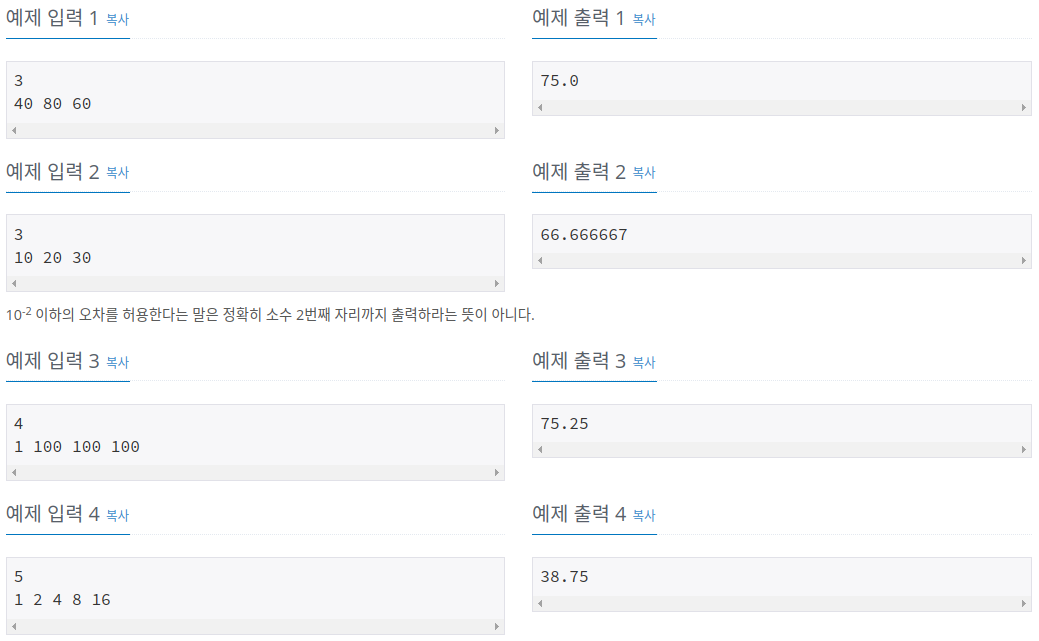 예제 입력 1 복사
예제 출력 1 복사
3
40 80 60
75.0
예제 입력 2 복사
예제 출력 2 복사
3
10 20 30
66.666667
10-2 이하의 오차를 허용한다는 말은 정확히 소수 2번째 자리까지 출력하라는 뜻이 아니다.
예제 입력 3 복사
예제 출력 3 복사
4
1 100 100 100
75.25
예제 입력 4 복사
예제 출력 4 복사
5
1 2 4 8 16
38.75